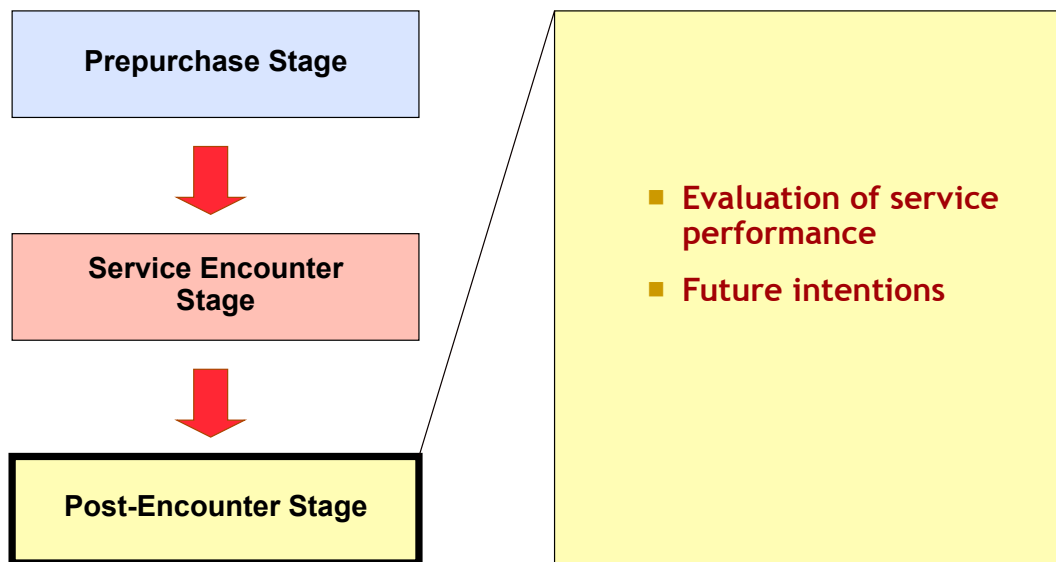 Prepurchase Stage
Service Encounter
Stage
Post-Encounter Stage
Evaluation of service
performance
Future intentions